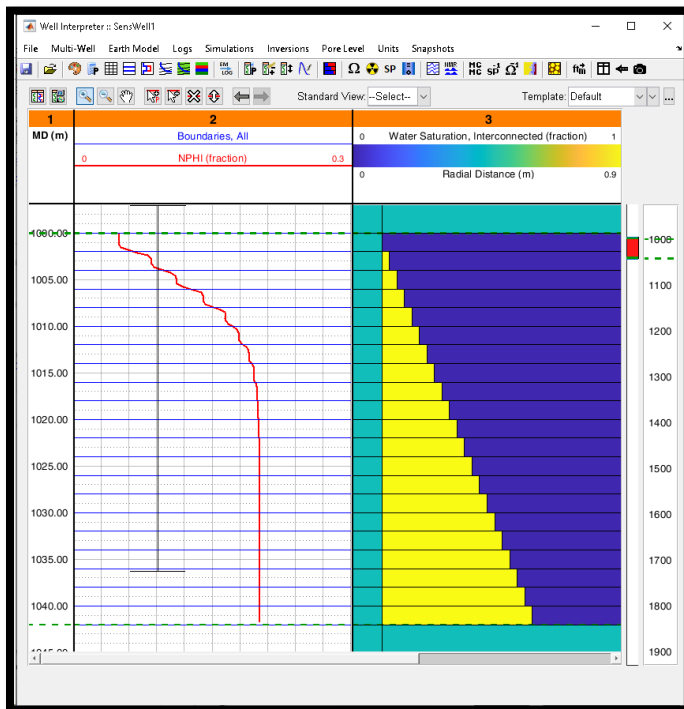 Well Interpreter :: SensWell1
File Multi-Well Earth Model Logs Simulations Inversions Pore Level Units Snapshots
Standard View: --Select-- Template: Default ...
1 2 3
MD (m) Boundaries, All 0 Water Saturation, Interconnected (fraction) 1
0 NPHI (fraction) 0.3 0 Radial Distance (m) 0.9
1000.00 1000
1005.00 1100
1010.00 1200
1015.00 1300
1020.00 1400
1025.00 1500
1030.00 1600
1035.00 1700
1040.00 1800
1045.00 1900